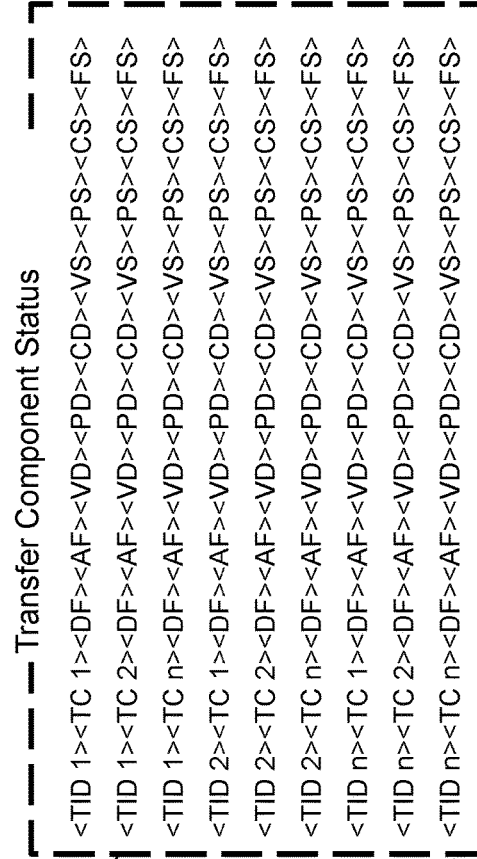 Transfer Component Status
<TID 1><TC 1><DF><AF><VD><PD><CD><VS><PS><CS><FS>
<TID 1><TC 2><DF><AF><VD><PD><CD><VS><PS><CS><FS>
<TID 1><TC n><DF><AF><VD><PD><CD><VS><PS><CS><FS>
<TID 2><TC 1><DF><AF><VD><PD><CD><VS><PS><CS><FS>
<TID 2><TC 2><DF><AF><VD><PD><CD><VS><PS><CS><FS>
<TID 2><TC n><DF><AF><VD><PD><CD><VS><PS><CS><FS>
<TID n><TC 1><DF><AF><VD><PD><CD><VS><PS><CS><FS>
<TID n><TC 2><DF><AF><VD><PD><CD><VS><PS><CS><FS>
<TID n><TC n><DF><AF><VD><PD><CD><VS><PS><CS><FS>